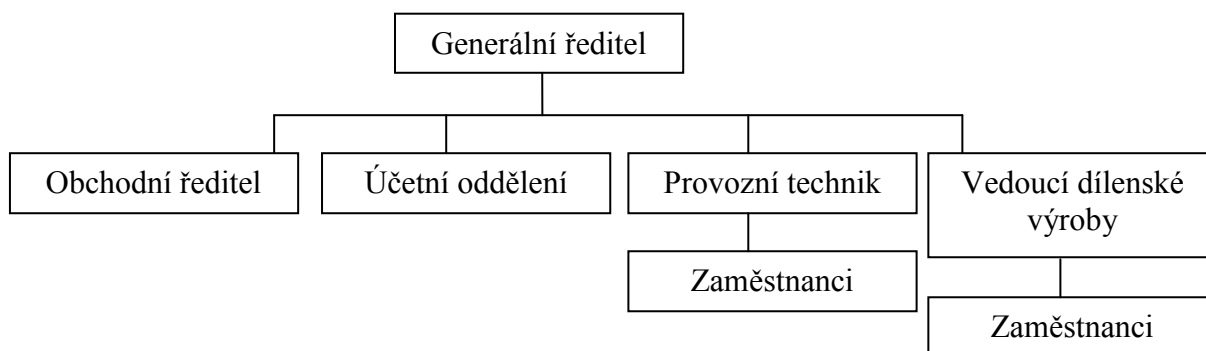 Generální ředitel
Obchodní ředitel
Účetní oddělení
Provozní technik
Vedoucí dílenské
výroby
Zaměstnanci
Zaměstnanci